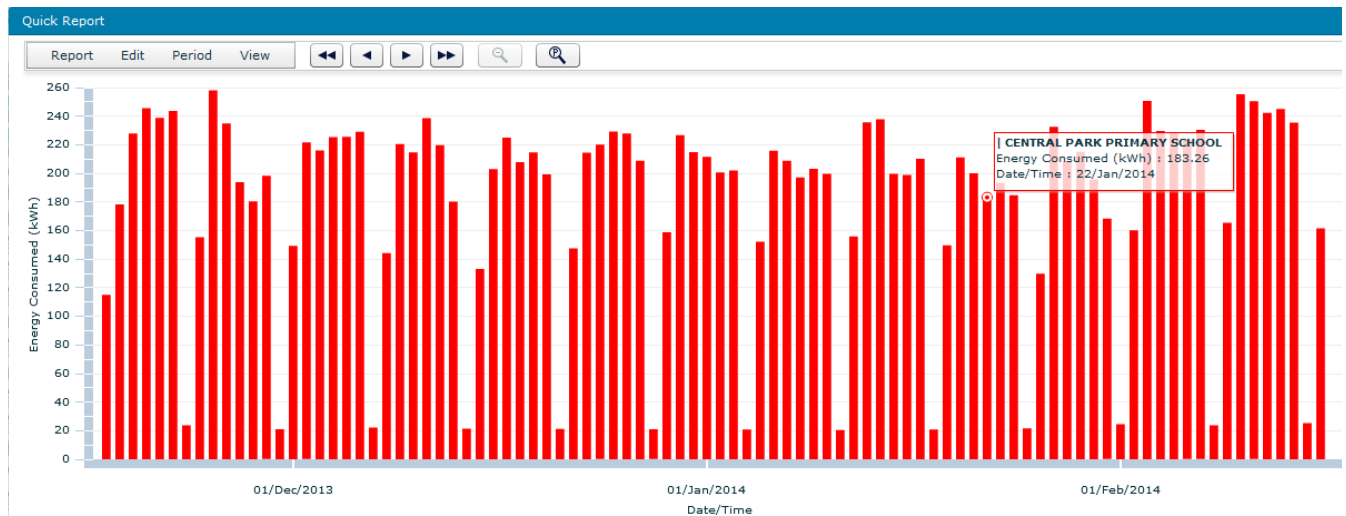 Quick Report
Report Edit Period View
260
240
220
200
180
160
140
120
100
80
60
40
20
0
Energy Consumed (kWh)
| CENTRAL PARK PRIMARY SCHOOL
Energy Consumed (kWh) : 183.26
Date/Time : 22/Jan/2014
01/Dec/2013 01/Jan/2014 01/Feb/2014
Date/Time